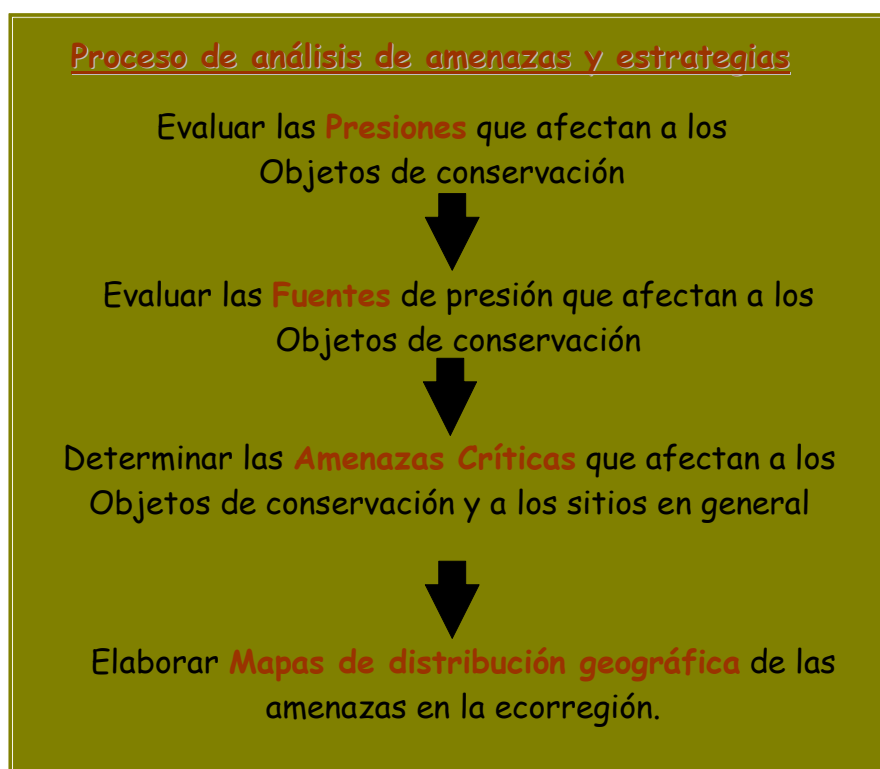 Proceso de análisis de amenazas y estrategias
Evaluar las Presiones que afectan a los
Objetos de conservación
Evaluar las Fuentes de presión que afectan a los
Objetos de conservación
Determinar las Amenazas Críticas que afectan a los
Objetos de conservación y a los sitios en general
Elaborar Mapas de distribución geográfica de las
amenazas en la ecorregión.